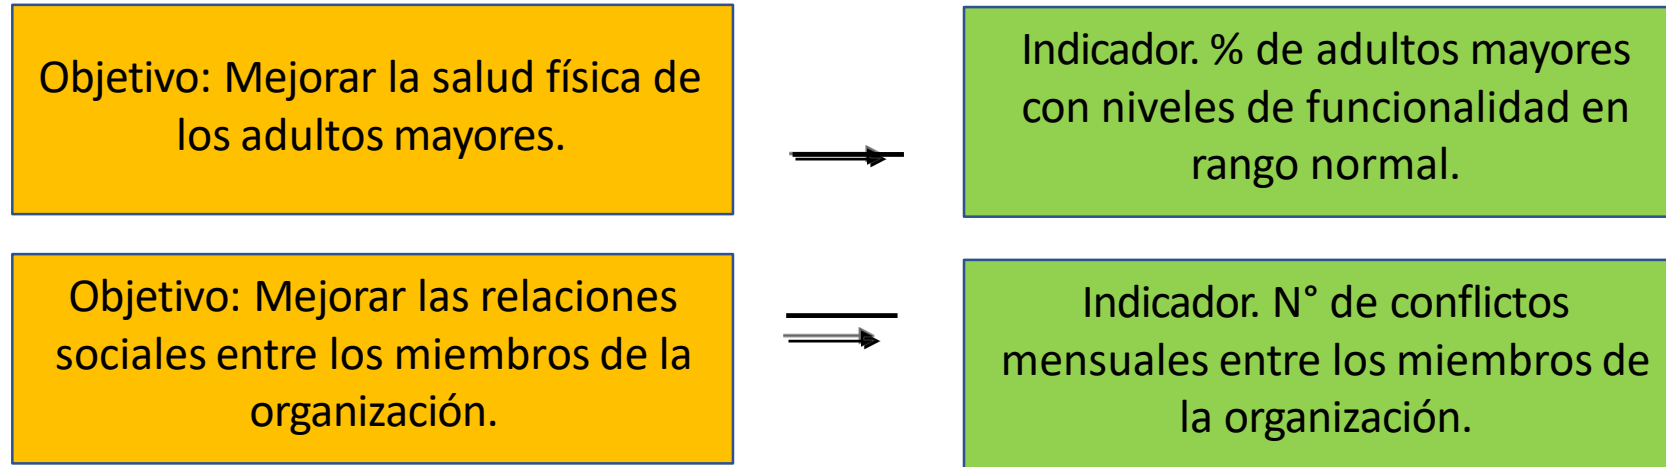 Objetivo: Mejorar la salud física de
los adultos mayores.
Indicador. % de adultos mayores
con niveles de funcionalidad en
rango normal.
Objetivo: Mejorar las relaciones
sociales entre los miembros de la
organización.
Indicador. N° de conflictos
mensuales entre los miembros de
la organización.